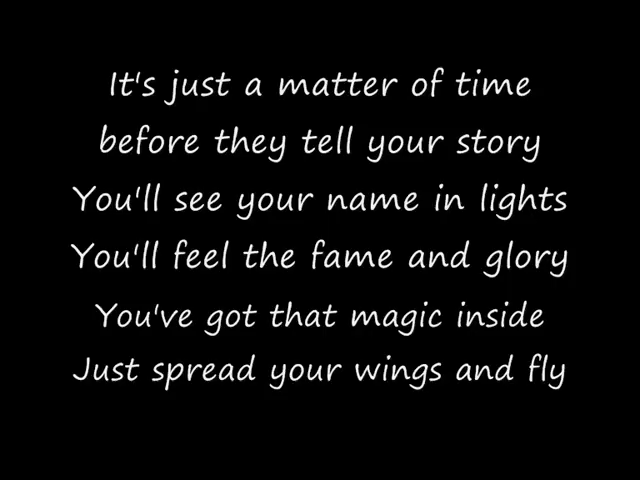 It's just a matter of time
before they tell your story
You'll see your name in lights
You'll feel the fame and glory
You've got that magic inside
Just spread your wings and fly